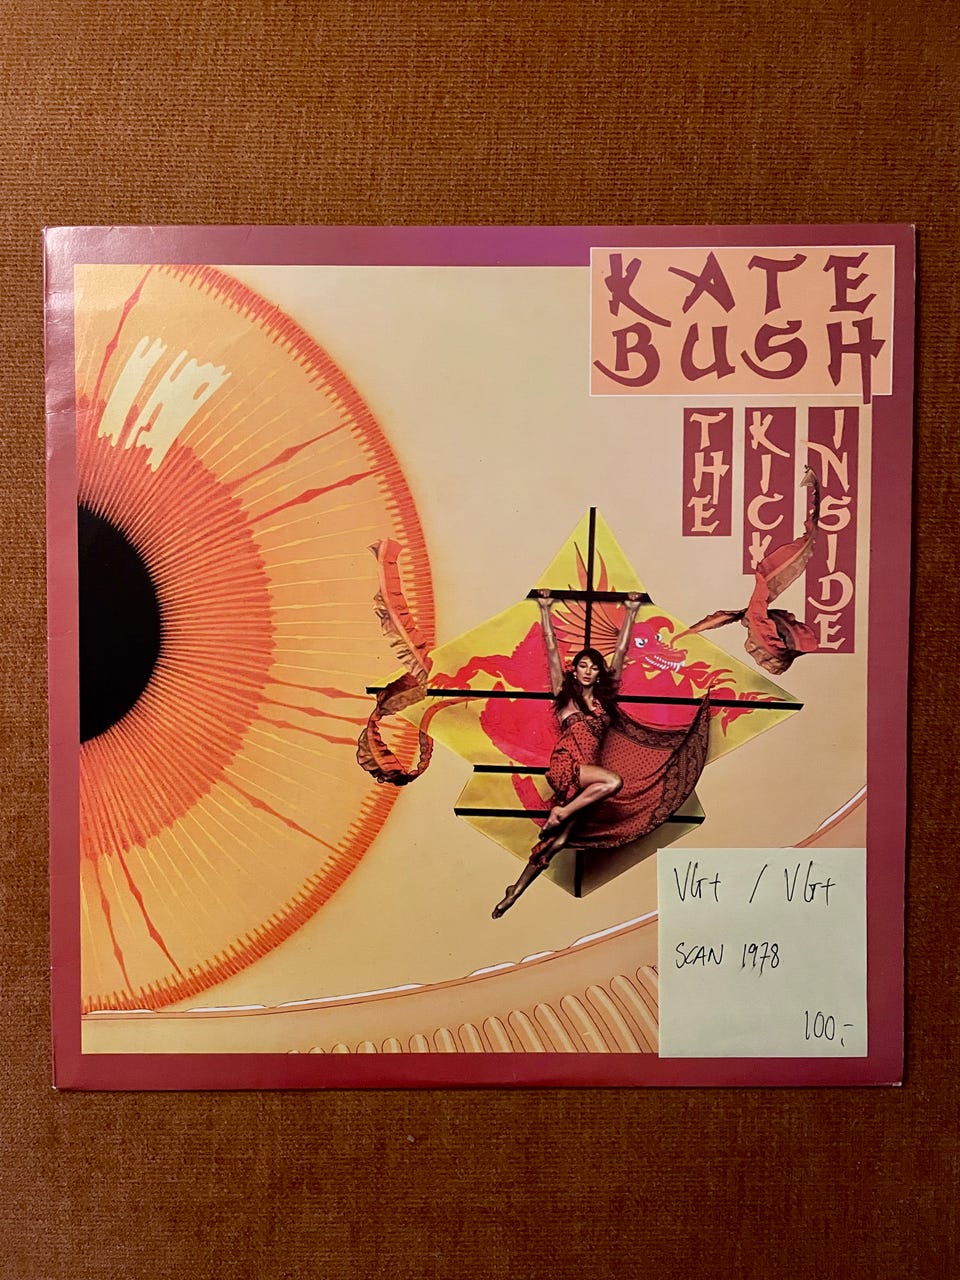 KATE
BUSH
THE
KICK
INSIDE
VG+ / VG+
SCAN 1978
100,-